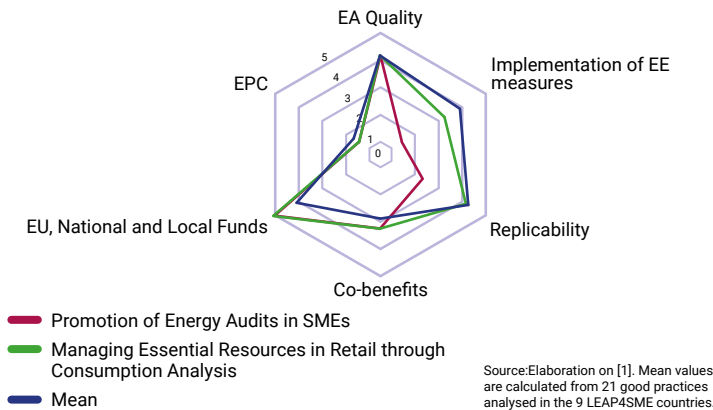 EA Quality
Implementation of EE
measures
EPC
5
4
3
2
1
0
EU, National and Local Funds
Replicability
Co-benefits
Promotion of Energy Audits in SMEs
Managing Essential Resources in Retail through
Consumption Analysis
Mean
Source:Elaboration on [1]. Mean values
are calculated from 21 good practices
analysed in the 9 LEAP4SME countries.